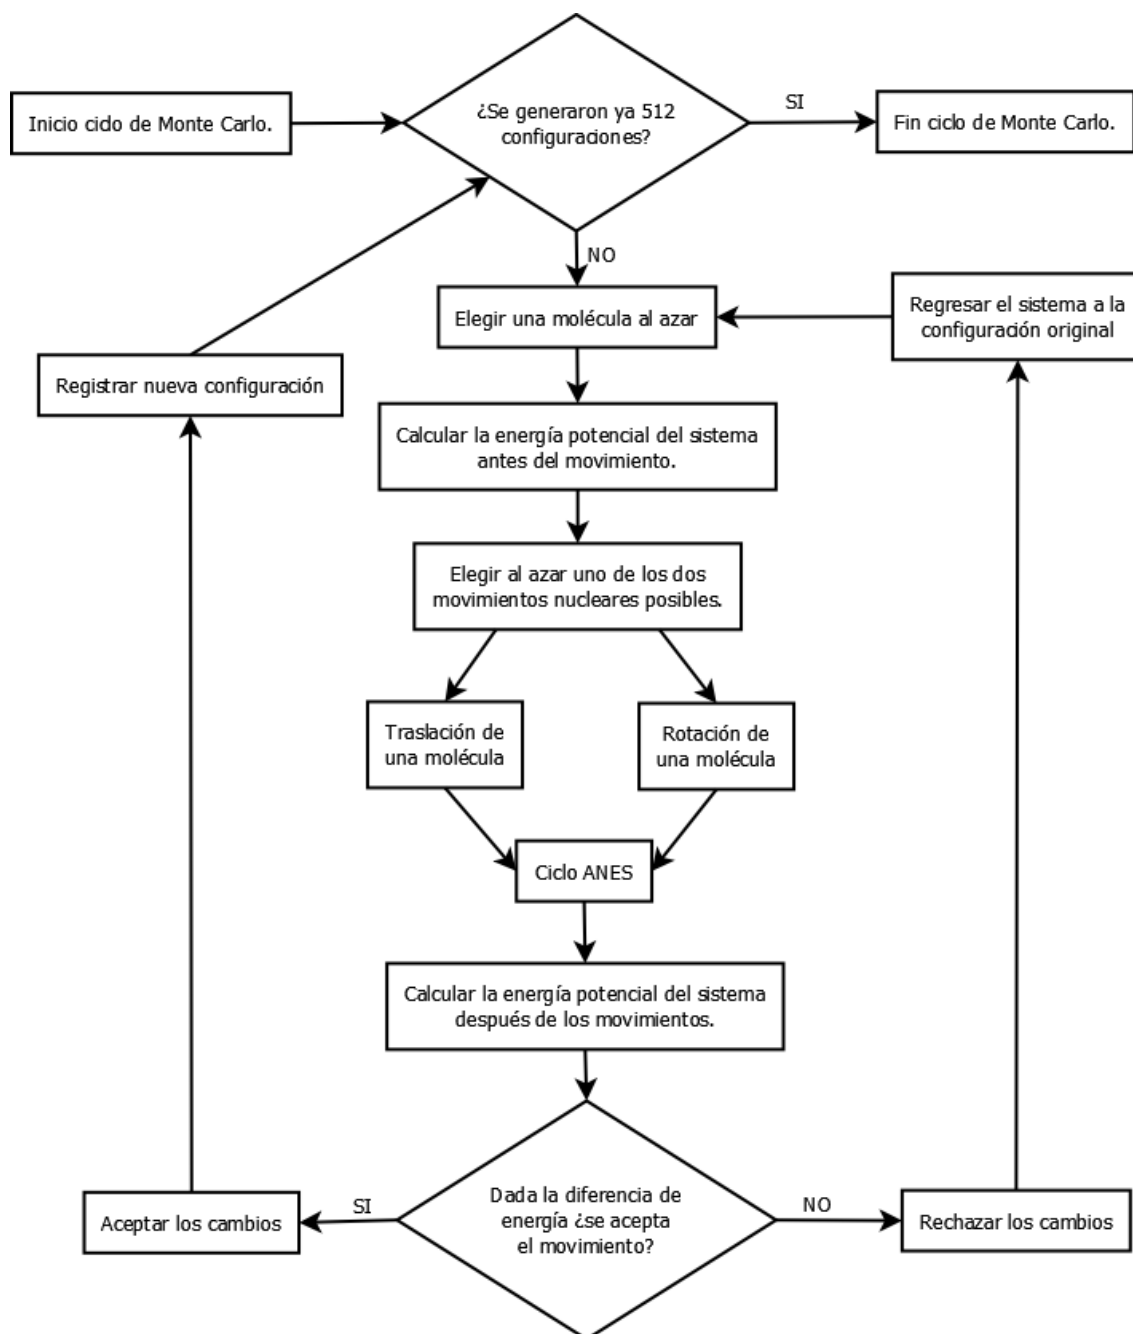 ¿Se generaron ya 512
configuraciones?
SI
Inicio ciclo de Monte Carlo.
Fin ciclo de Monte Carlo.
NO
Elegir una molécula al azar
Regresar el sistema a la
configuración original
Registrar nueva configuración
Calcular la energía potencial del sistema
antes del movimiento.
Elegir al azar uno de los dos
movimientos nucleares posibles.
Traslación de
una molécula
Rotación de
una molécula
Ciclo ANES
Calcular la energía potencial del sistema
después de los movimientos.
Dada la diferencia de
energía ¿se acepta
el movimiento?
SI
NO
Aceptar los cambios
Rechazar los cambios